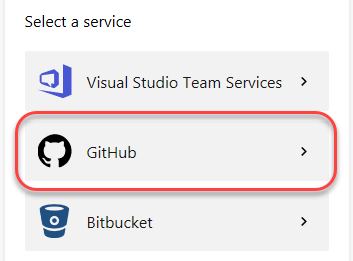 Select a service
Visual Studio Team Services
GitHub
Bitbucket